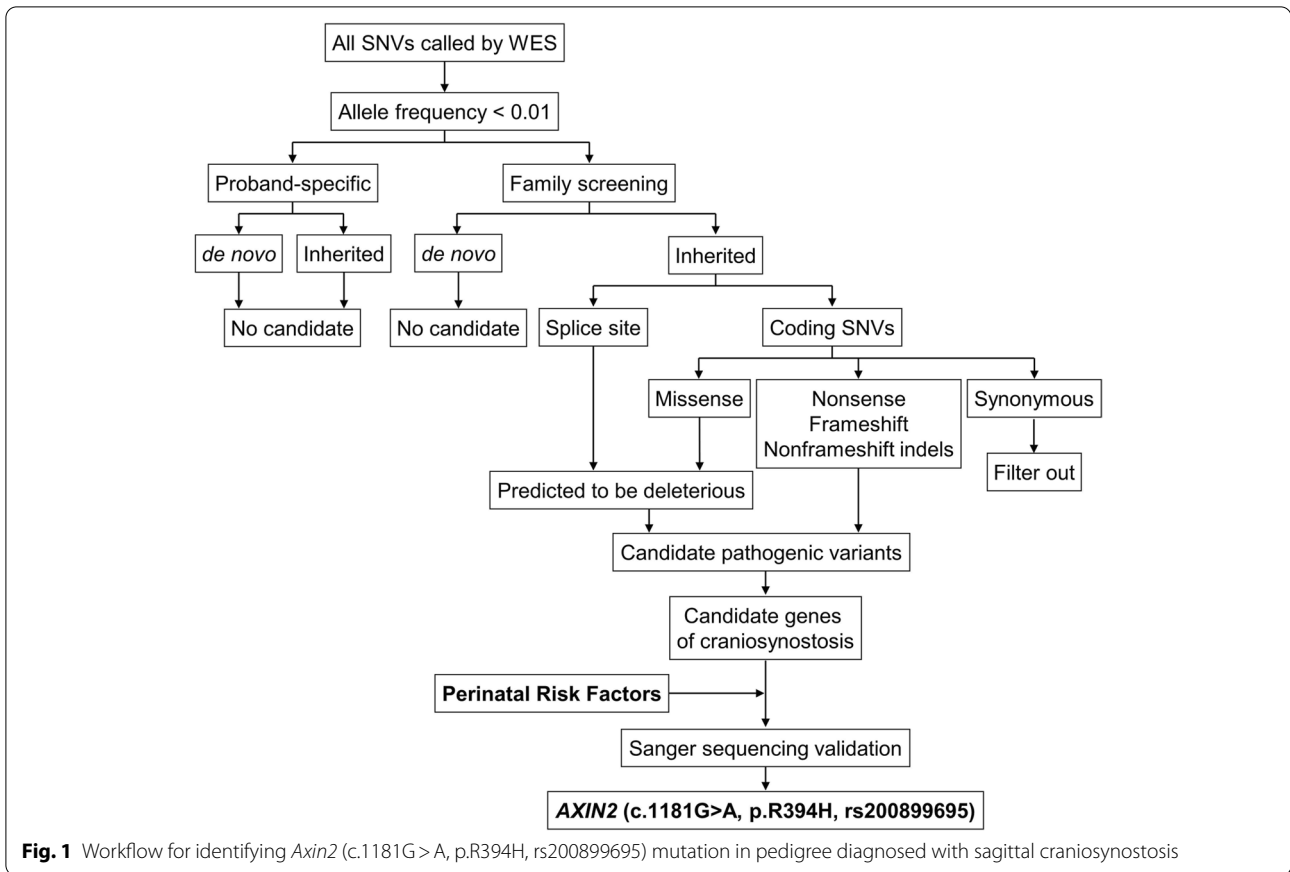 All SNVs called by WES
Allele frequency < 0.01
Proband-specific
Family screening
de novo
Inherited
de novo
Inherited
No candidate
No candidate
Splice site
Coding SNVs
Missense
Nonsense
Frameshift
Nonframeshift indels
Synonymous
Filter out
Predicted to be deleterious
Candidate pathogenic variants
Candidate genes
of craniosynostosis
Perinatal Risk Factors
Sanger sequencing validation
AXIN2 (c.1181G>A, p.R394H, rs200899695)
Fig. 1 Workflow for identifying Axin2 (c.1181G > A, p.R394H, rs200899695) mutation in pedigree diagnosed with sagittal craniosynostosis